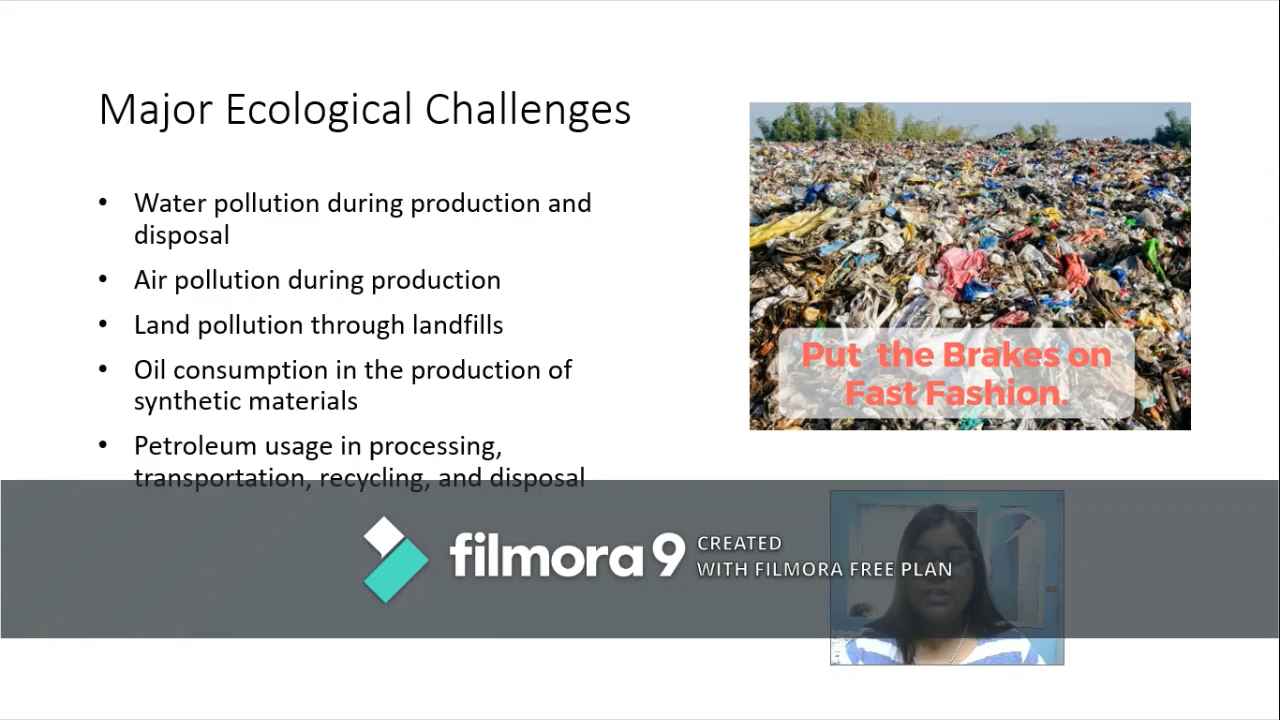 Major Ecological Challenges
• Water pollution during production and
disposal
• Air pollution during production
• Land pollution through landfills
• Oil consumption in the production of
synthetic materials
• Petroleum usage in processing,
transportation, recycling, and disposal
Put the Brakes on
Fast Fashion.
filmora9
CREATED
WITH FILMORA FREE PLAN